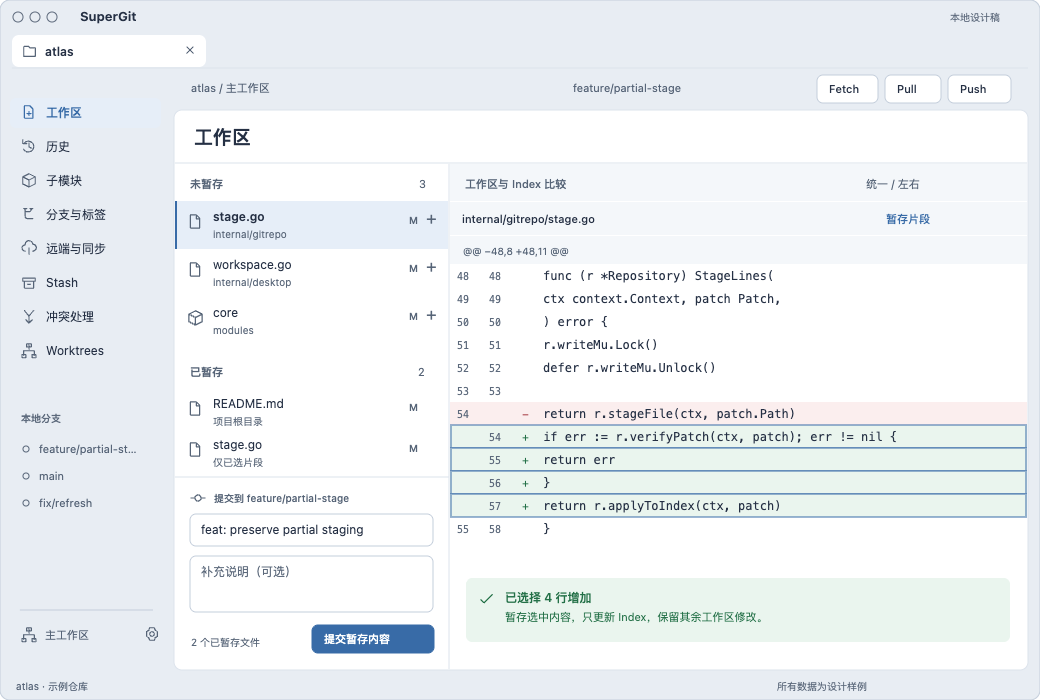 SuperGit
本地设计稿
atlas ×
atlas / 主工作区
feature/partial-stage
Fetch
Pull
Push
工作区
历史
子模块
分支与标签
远端与同步
Stash
冲突处理
Worktrees
本地分支
feature/partial-st...
main
fix/refresh
主工作区
工作区
未暂存 3
stage.go M +
internal/gitrepo
workspace.go M +
internal/desktop
core M +
modules
已暂存 2
README.md M
项目根目录
stage.go M
仅已选片段
提交到 feature/partial-stage
feat: preserve partial staging
补充说明（可选）
2 个已暂存文件
提交暂存内容
工作区与 Index 比较
统一 / 左右
internal/gitrepo/stage.go
暂存片段
@@ −48,8 +48,11 @@
48 48 func (r *Repository) StageLines(
49 49 ctx context.Context, patch Patch,
50 50 ) error {
51 51 r.writeMu.Lock()
52 52 defer r.writeMu.Unlock()
53 53
54 − return r.stageFile(ctx, patch.Path)
54 + if err := r.verifyPatch(ctx, patch); err != nil {
55 + return err
56 + }
57 + return r.applyToIndex(ctx, patch)
55 58 }
已选择 4 行增加
暂存选中内容，只更新 Index，保留其余工作区修改。
atlas · 示例仓库
所有数据为设计样例